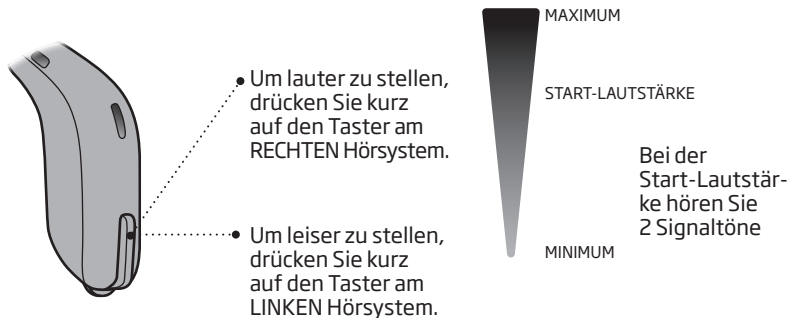 Um lauter zu stellen,
drücken Sie kurz
auf den Taster am
RECHTEN Hörsystem.
Um leiser zu stellen,
drücken Sie kurz
auf den Taster am
LINKEN Hörsystem.
MAXIMUM
START-LAUTSTÄRKE
MINIMUM
Bei der
Start-Lautstär-
ke hören Sie
2 Signaltöne